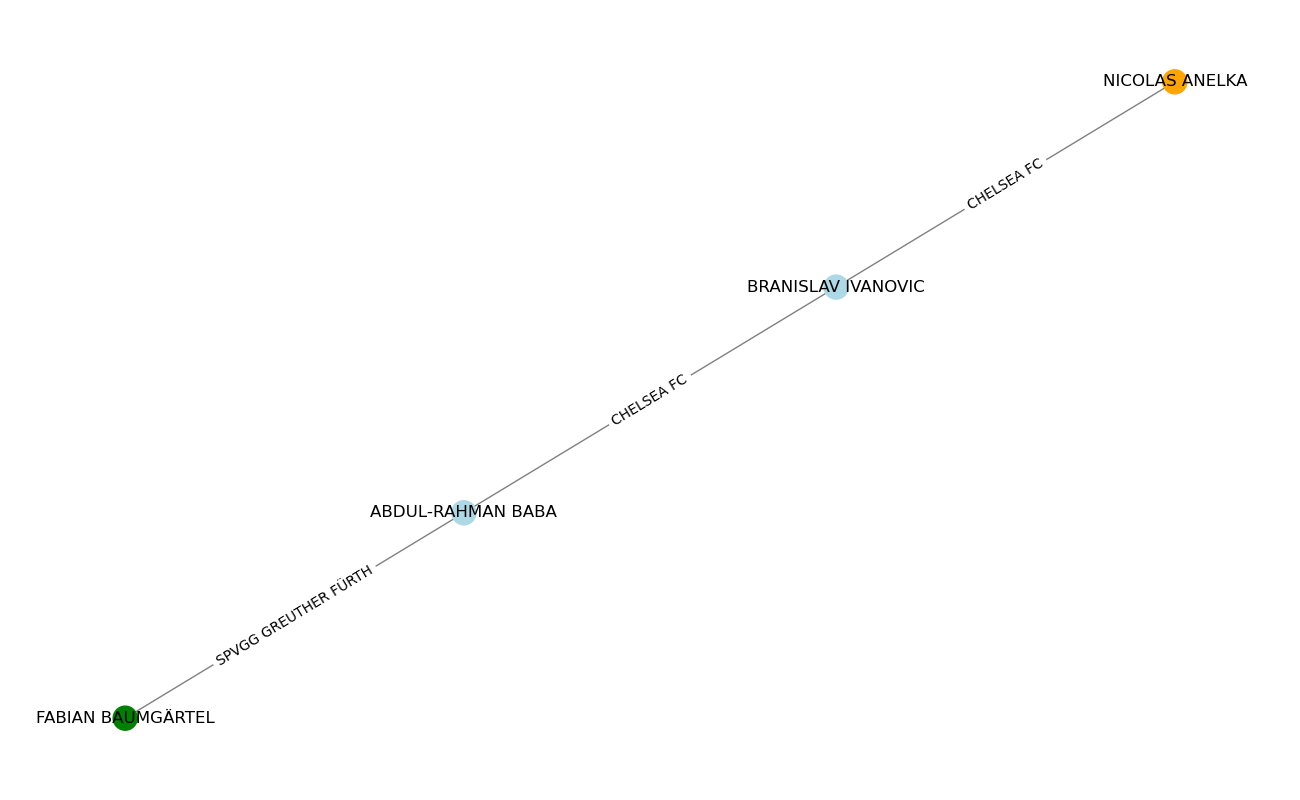 NICOLAS ANELKA
CHELSEA FC
BRANISLAV IVANOVIC
CHELSEA FC
ABDUL-RAHMAN BABA
SPVGG GREUTHER FÜRTH
FABIAN BAUMGÄRTEL